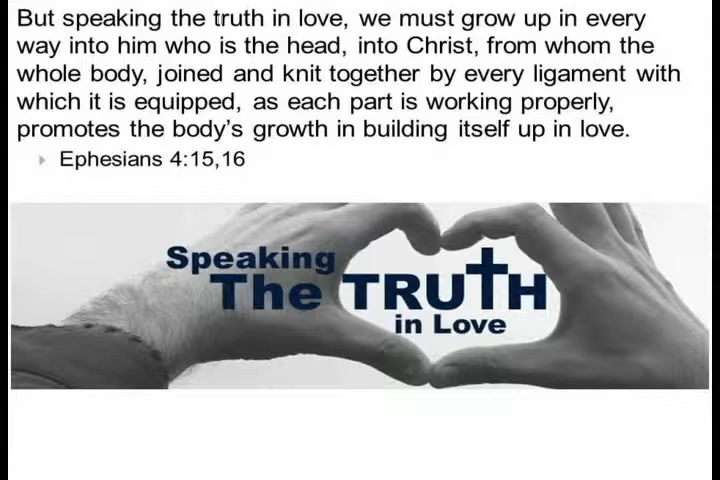 But speaking the truth in love, we must grow up in every
way into him who is the head, into Christ, from whom the
whole body, joined and knit together by every ligament with
which it is equipped, as each part is working properly,
promotes the body's growth in building itself up in love.
Ephesians 4:15,16
Speaking
The TRUTH
in Love